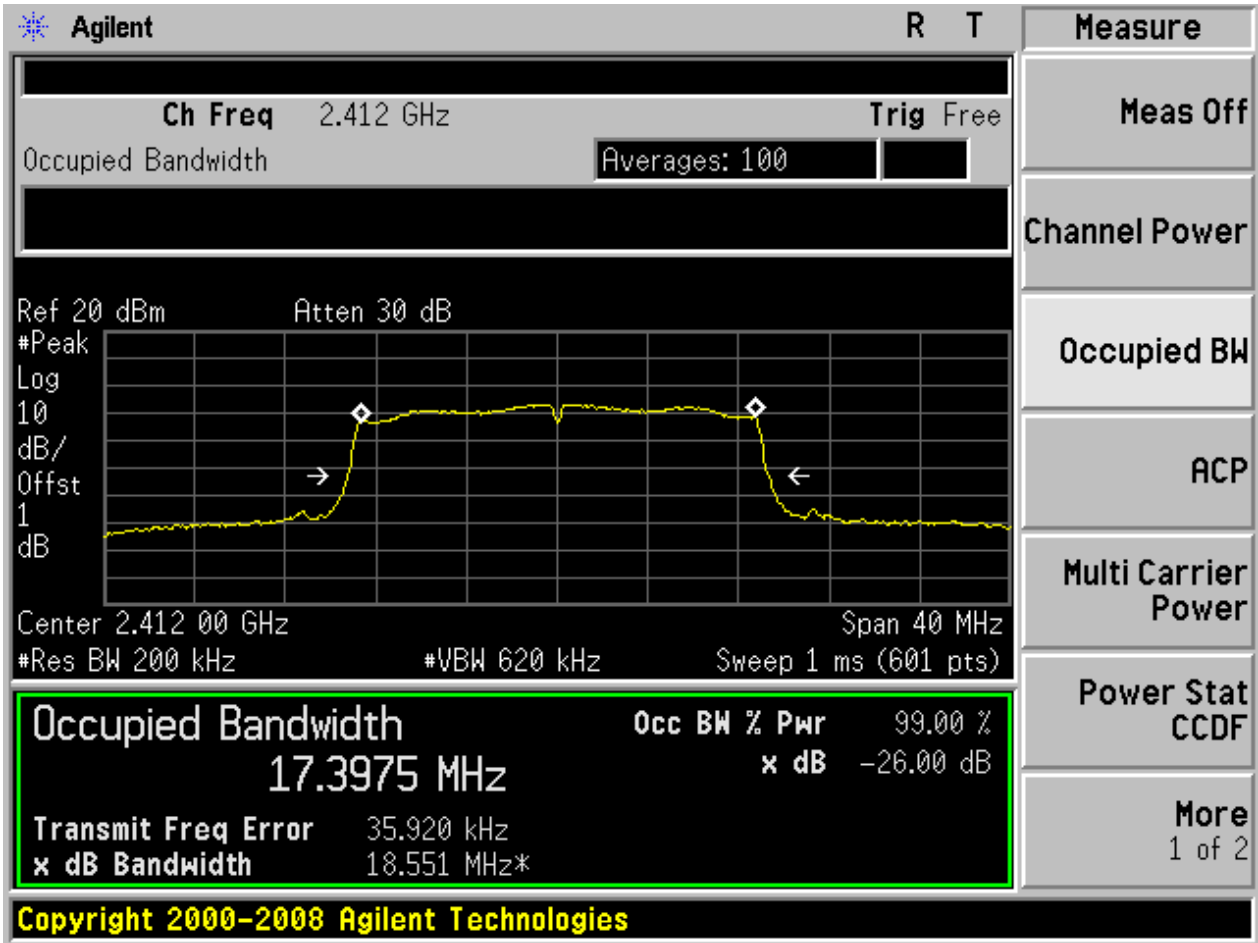 Agilent R T
Measure
Ch Freq 2.412 GHz Trig Free
Occupied Bandwidth Averages: 100
Ref 20 dBm Atten 30 dB
#Peak
Log
10
dB/
Offst
1
dB
Center 2.412 00 GHz Span 40 MHz
#Res BW 200 kHz #VBW 620 kHz Sweep 1 ms (601 pts)
Occupied Bandwidth
17.3975 MHz
Occ BW % Pwr 99.00 %
x dB -26.00 dB
Transmit Freq Error 35.920 kHz
x dB Bandwidth 18.551 MHz*
Copyright 2000-2008 Agilent Technologies
Meas Off
Channel Power
Occupied BW
ACP
Multi Carrier
Power
Power Stat
CCDF
More
1 of 2